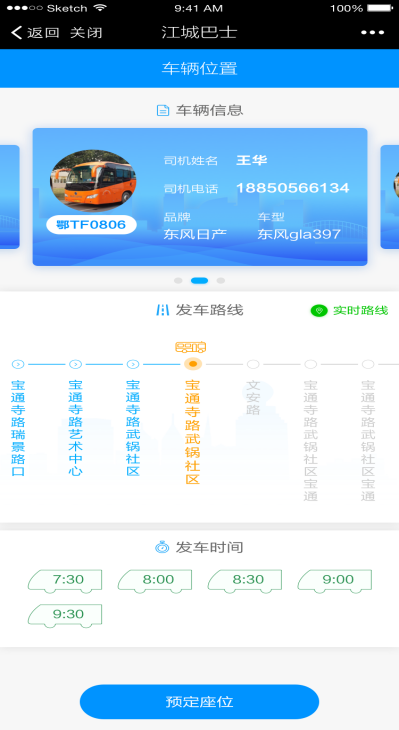 Sketch 9:41 AM 100%
返回 关闭 江城巴士
车辆位置
车辆信息
司机姓名 王华
司机电话 18850566134
鄂TF0806
品牌 车型
东风日产 东风gla397
发车路线 实时路线
宝通寺路瑞景路口
宝通寺路艺术中心
宝通寺路武锅社区
宝通寺路武锅社区
文安路
宝通寺路武锅社区宝通
宝通寺路武锅社区宝通
发车时间
7:30 8:00 8:30 9:00
9:30
预定座位